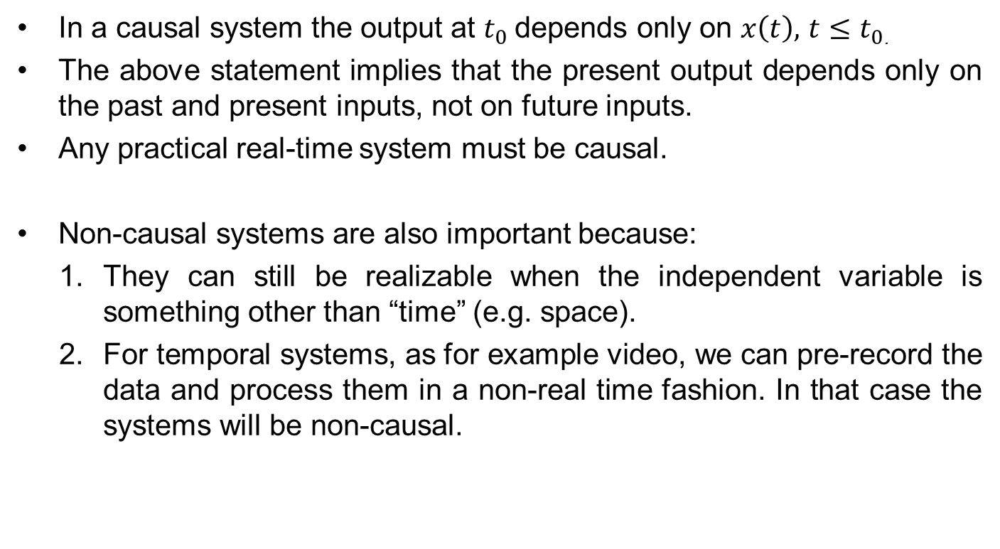 • In a causal system the output at 𝑡₀ depends only on 𝑥(𝑡), 𝑡 ≤ 𝑡₀.
• The above statement implies that the present output depends only on
the past and present inputs, not on future inputs.
• Any practical real-time system must be causal.
• Non-causal systems are also important because:
1. They can still be realizable when the independent variable is
something other than “time” (e.g. space).
2. For temporal systems, as for example video, we can pre-record the
data and process them in a non-real time fashion. In that case the
systems will be non-causal.